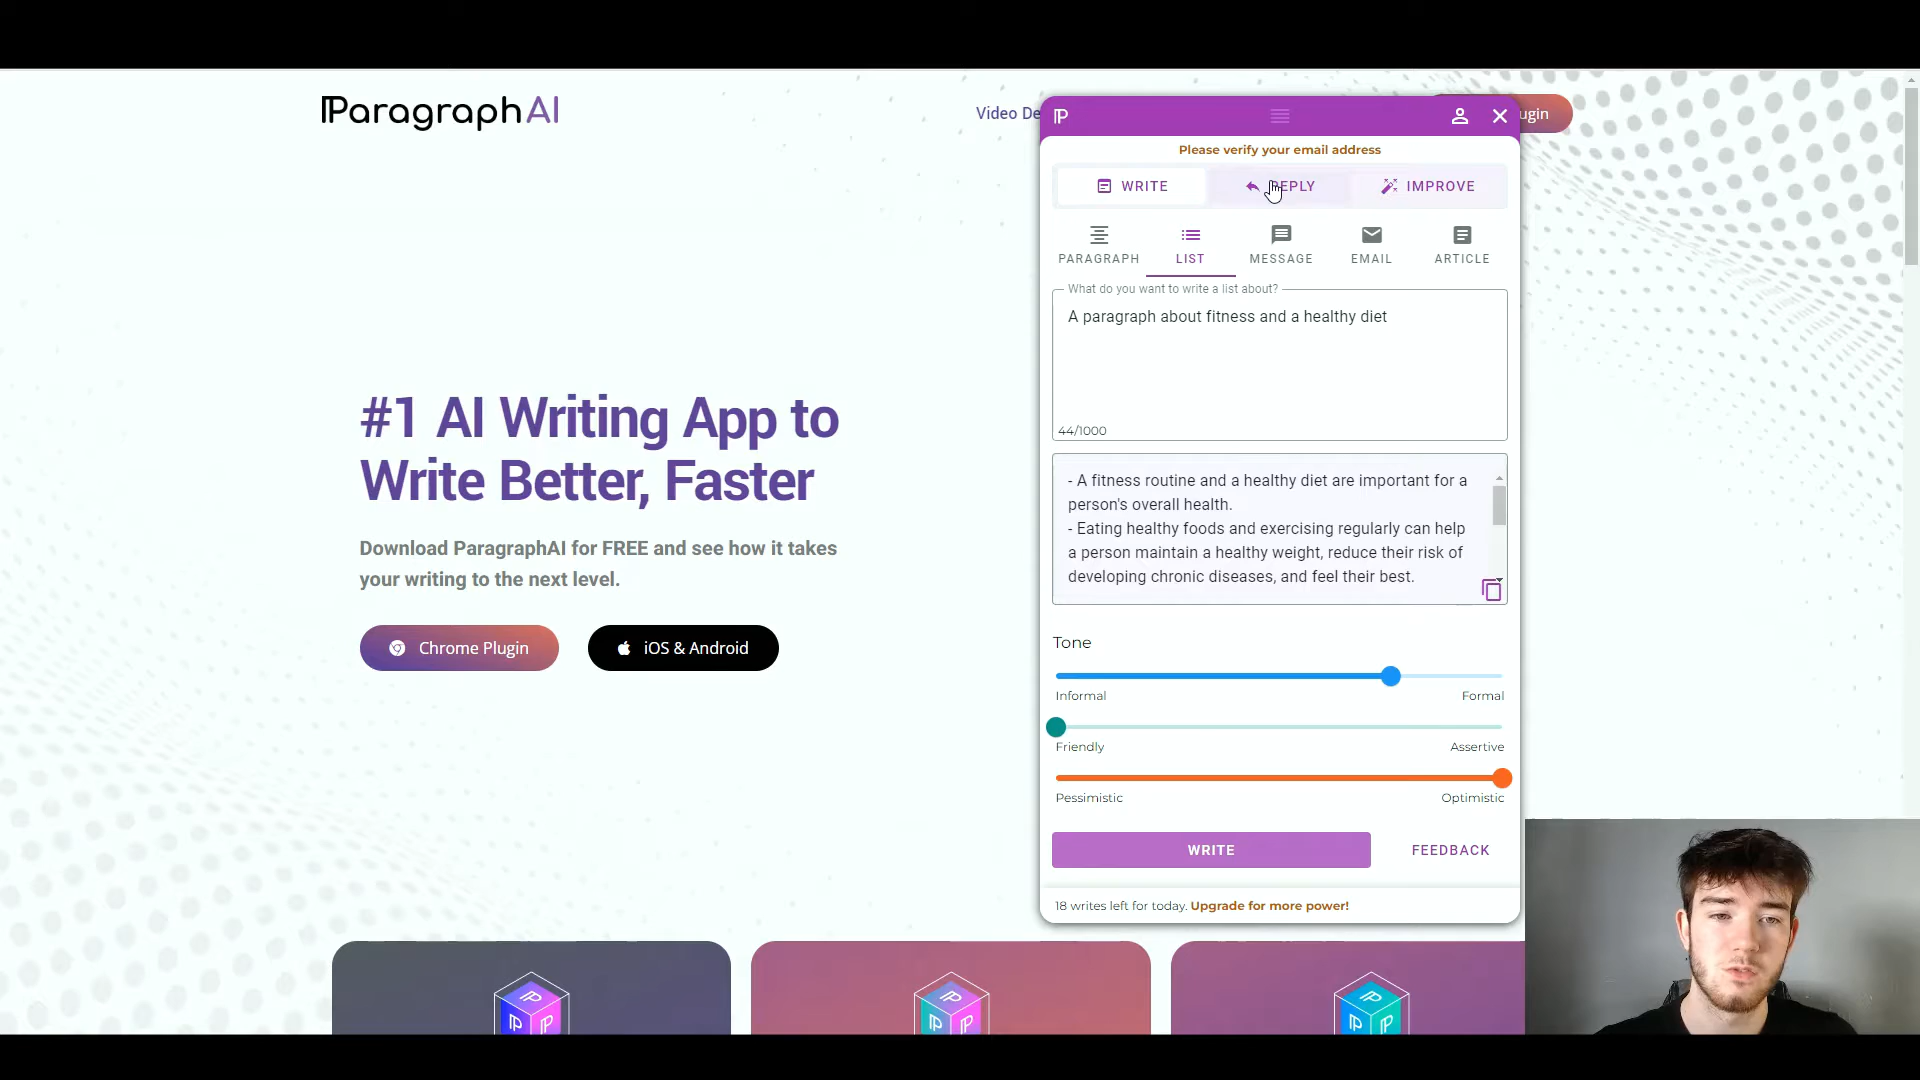 ParagraphAI
Video De
ugin
Please verify your email address
WRITE
EPLY
IMPROVE
PARAGRAPH
LIST
MESSAGE
EMAIL
ARTICLE
What do you want to write a list about?
A paragraph about fitness and a healthy diet
44/1000
- A fitness routine and a healthy diet are important for a
person's overall health.
- Eating healthy foods and exercising regularly can help
a person maintain a healthy weight, reduce their risk of
developing chronic diseases, and feel their best.
#1 AI Writing App to
Write Better, Faster
Download ParagraphAI for FREE and see how it takes
your writing to the next level.
Chrome Plugin
iOS & Android
Tone
Informal
Formal
Friendly
Assertive
Pessimistic
Optimistic
WRITE
FEEDBACK
18 writes left for today. Upgrade for more power!